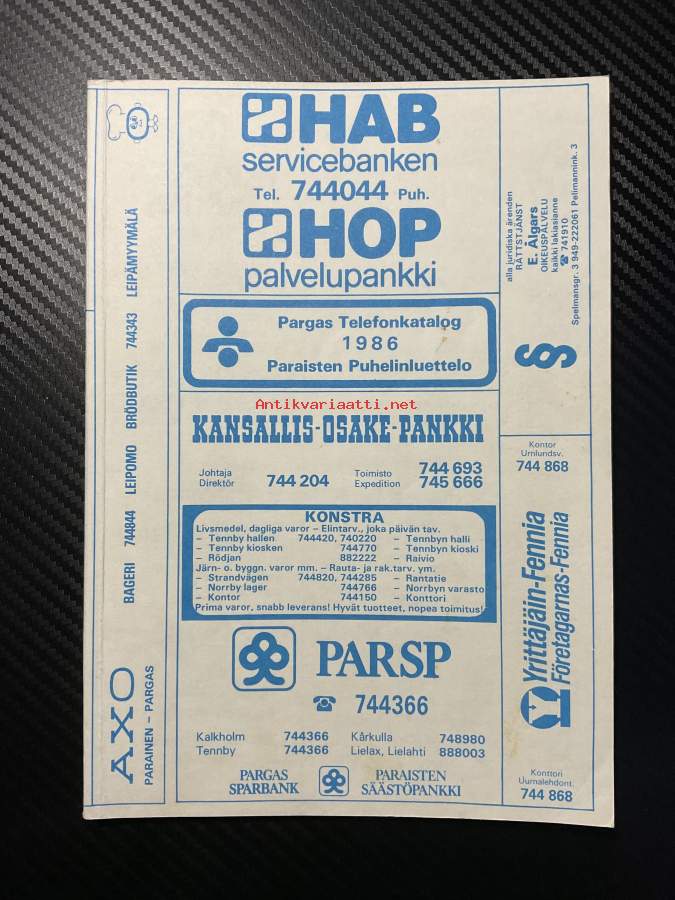 HAB
servicebanken
Tel. 744044 Puh.
HOP
palvelupankki
Pargas Telefonkatalog
1986
Paraisten Puhelinluettelo
Antikvariaatti.net
KANSALLIS-OSAKE-PANKKI
Johtaja
Direktör 744 204
Toimisto 744 693
Expedition 745 666
KONSTRA
Livsmedel, dagliga varor – Elintarv., joka päivän tav.
– Tennby hallen 744420, 740220 – Tennbyn halli
– Tennby kiosken 744770 – Tennbyn kioski
– Rödjan 882222 – Raivio
Järn- o. byggn. varor mm. – Rauta- ja rak.tarv. ym.
– Strandvägen 744820, 744285 – Rantatie
– Norrby lager 744766 – Norrbyn varasto
– Kontor 744150 – Konttori
Prima varor, snabb leverans! Hyvät tuotteet, nopea toimitus!
PARSP
☎ 744366
Kalkholm 744366 Kårkulla 748980
Tennby 744366 Lielax, Lielahti 888003
PARGAS
SPARBANK
PARAISTEN
SÄÄSTÖPANKKI
AXO
PARAINEN – PARGAS
BAGERI 744844 LEIPOMO BRÖDBUTIK 744343 LEIPÄMYYMÄLÄ
§
alla juridiska ärenden
RÄTTSTJÄNST
E. Algars
OIKEUSPALVELU
kaikki lakiasianne
☎ 741910
Spelmansgr. 3 949-222061 Pelimannink. 3
Kontor
Urnlundsv.
744 868
Yrittäjäin-Fennia
Företagarnas-Fennia
Konttori
Uurnalehdont.
744 868